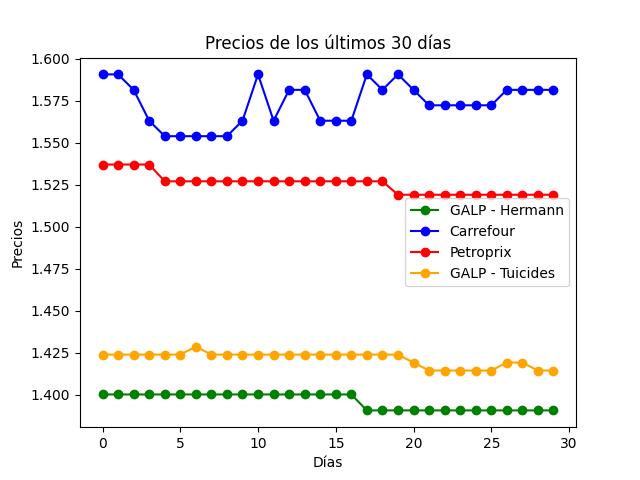 Precios de los últimos 30 días
1.600
1.575
1.550
1.525
1.500
1.475
1.450
1.425
1.400
Precios
GALP - Hermann
Carrefour
Petroprix
GALP - Tuicides
0 5 10 15 20 25 30
Días